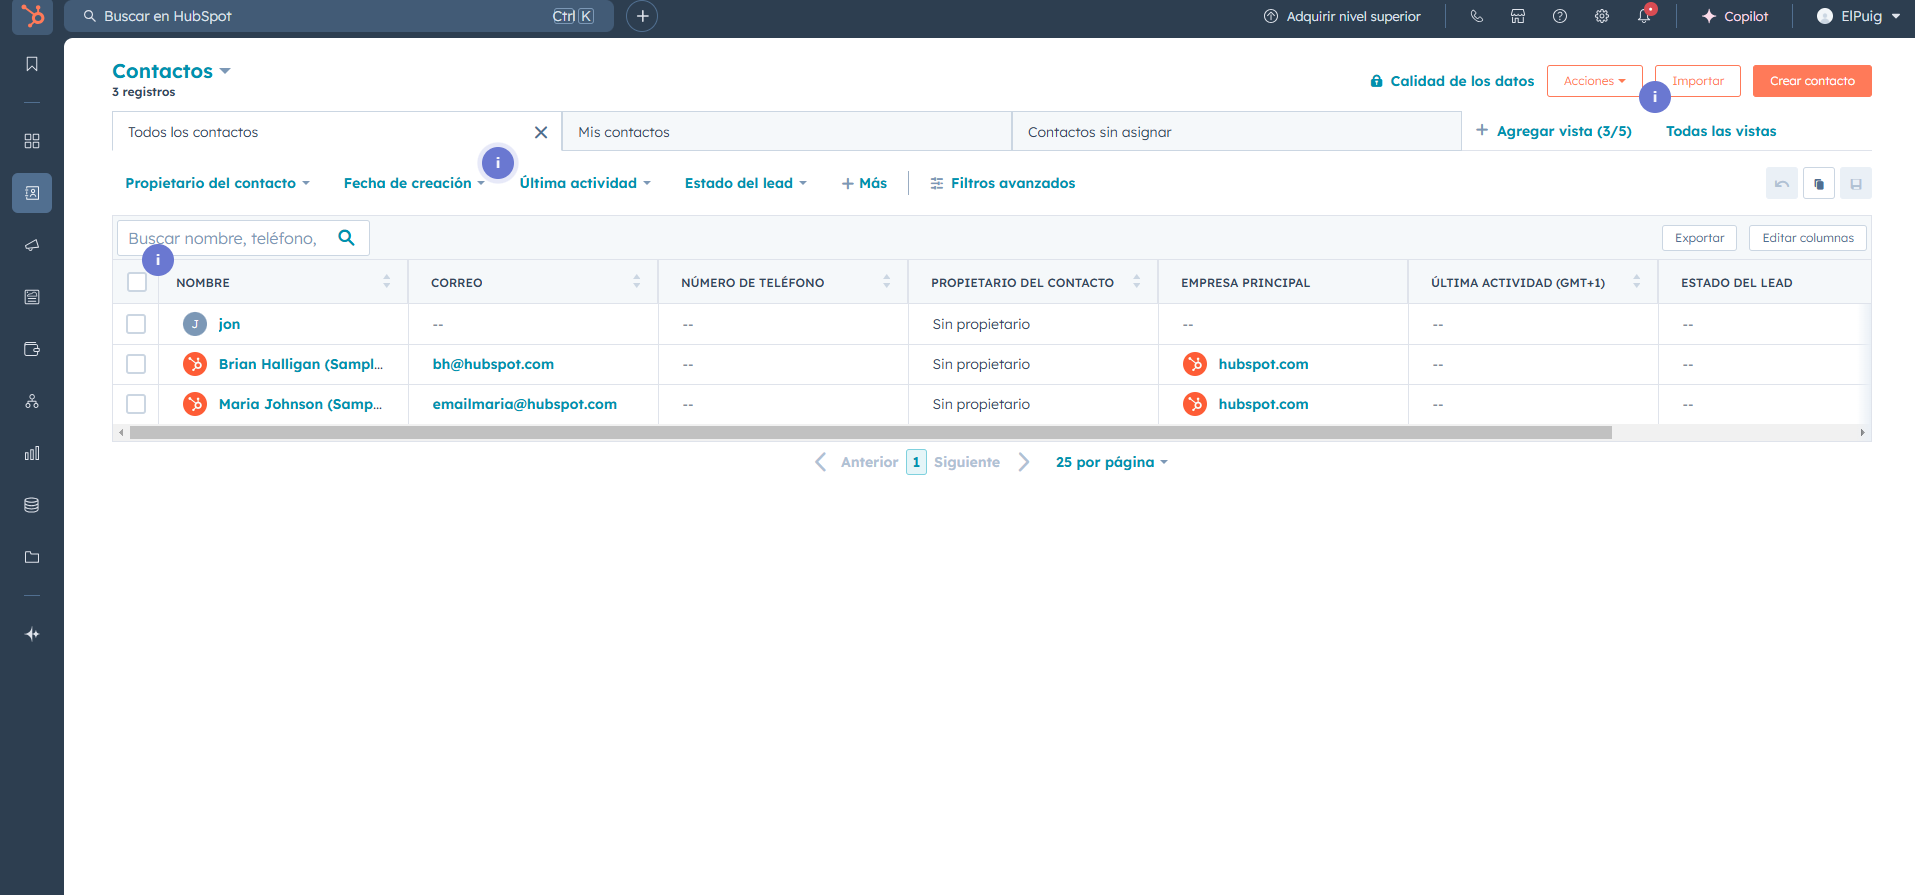 Buscar en HubSpot Ctrl K Adquirir nivel superior Copilot ElPuig
Contactos
3 registros
Calidad de los datos Acciones Importar Crear contacto
Todos los contactos Mis contactos Contactos sin asignar + Agregar vista (3/5) Todas las vistas
Propietario del contacto Fecha de creación Última actividad Estado del lead + Más Filtros avanzados
Buscar nombre, teléfono, Exportar Editar columnas
NOMBRE CORREO NÚMERO DE TELÉFONO PROPIETARIO DEL CONTACTO EMPRESA PRINCIPAL ÚLTIMA ACTIVIDAD (GMT+1) ESTADO DEL LEAD
J jon -- -- Sin propietario -- -- --
Brian Halligan (Sampl... bh@hubspot.com -- Sin propietario hubspot.com -- --
Maria Johnson (Samp... emailmaria@hubspot.com -- Sin propietario hubspot.com -- --
Anterior 1 Siguiente 25 por página